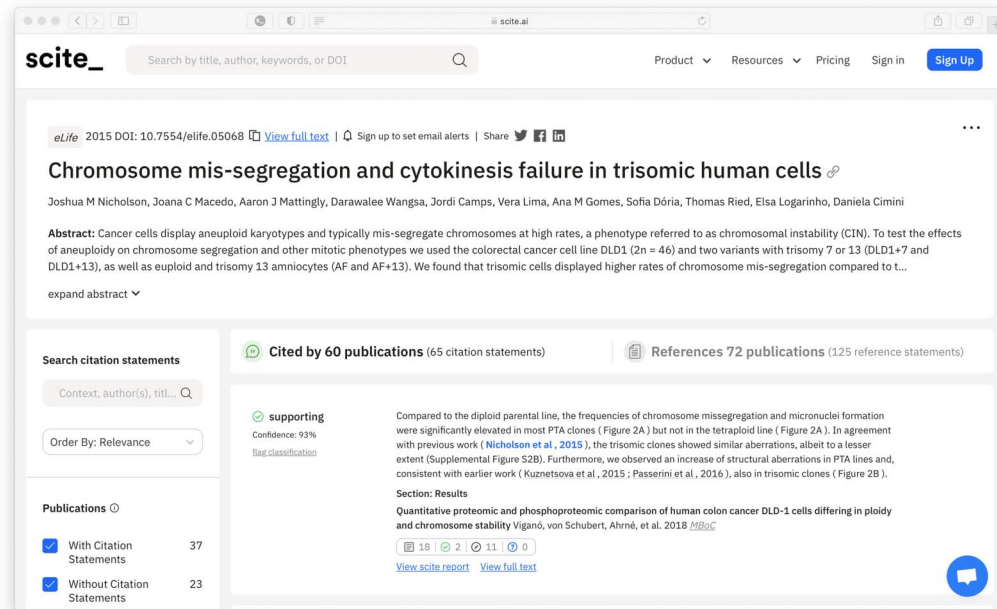 scite.ai
scite_
Search by title, author, keywords, or DOI
Product
Resources
Pricing
Sign in
Sign Up
eLife 2015 DOI: 10.7554/elife.05068 View full text | Sign up to set email alerts | Share
Chromosome mis-segregation and cytokinesis failure in trisomic human cells
Joshua M Nicholson, Joana C Macedo, Aaron J Mattingly, Darawalee Wangsa, Jordi Camps, Vera Lima, Ana M Gomes, Sofia Dória, Thomas Ried, Elsa Logarinho, Daniela Cimini
Abstract: Cancer cells display aneuploid karyotypes and typically mis-segregate chromosomes at high rates, a phenotype referred to as chromosomal instability (CIN). To test the effects
of aneuploidy on chromosome segregation and other mitotic phenotypes we used the colorectal cancer cell line DLD1 (2n = 46) and two variants with trisomy 7 or 13 (DLD1+7 and
DLD1+13), as well as euploid and trisomy 13 amniocytes (AF and AF+13). We found that trisomic cells displayed higher rates of chromosome mis-segregation compared to t...
expand abstract
Search citation statements
Context, author(s), titl...
Order By: Relevance
Publications
With Citation
Statements
37
Without Citation
Statements
23
Cited by 60 publications (65 citation statements)
References 72 publications (125 reference statements)
supporting
Confidence: 93%
flag classification
Compared to the diploid parental line, the frequencies of chromosome missegregation and micronuclei formation
were significantly elevated in most PTA clones ( Figure 2A ) but not in the tetraploid line ( Figure 2A ). In agreement
with previous work ( Nicholson et al , 2015 ), the trisomic clones showed similar aberrations, albeit to a lesser
extent (Supplemental Figure S2B). Furthermore, we observed an increase of structural aberrations in PTA lines and,
consistent with earlier work ( Kuznetsova et al , 2015 ; Passerini et al , 2016 ), also in trisomic clones ( Figure 2B ).
Section: Results
Quantitative proteomic and phosphoproteomic comparison of human colon cancer DLD-1 cells differing in ploidy
and chromosome stability Viganó, von Schubert, Ahrné, et al. 2018 MBoC
18 | 2 | 11 | 0
View scite report View full text